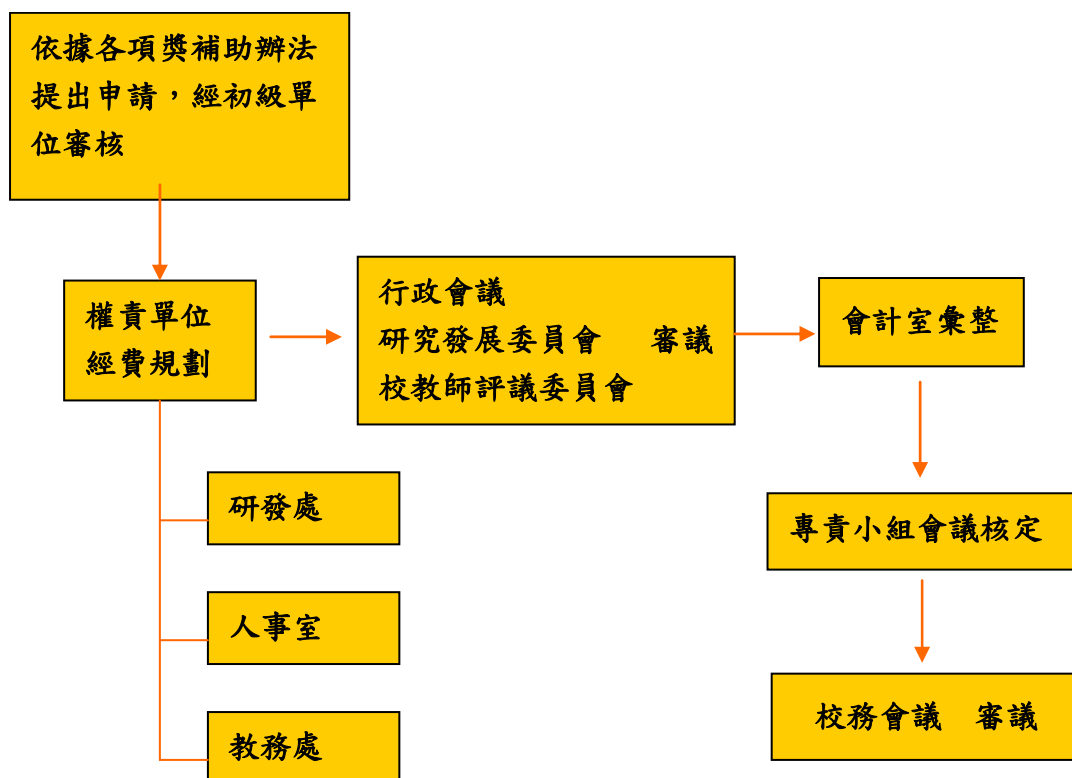 依據各項獎補助辦法
提出申請，經初級單
位審核
權責單位
經費規劃
行政會議
研究發展委員會　審議
校教師評議委員會
會計室彙整
研發處
專責小組會議核定
人事室
校務會議　審議
教務處